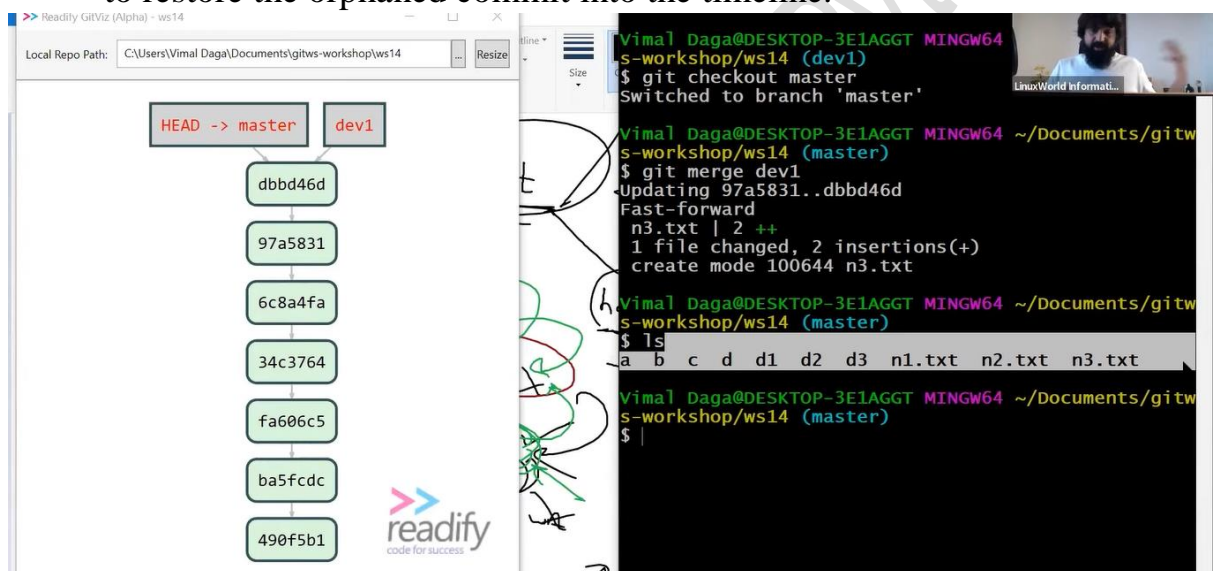 to restore the orphaned commit into the timeline.
Readify GitViz (Alpha) - ws14
Local Repo Path:
C:\Users\Vimal Daga\Documents\gitws-workshop\ws14
...
Resize
HEAD -> master
dev1
dbbd46d
97a5831
6c8a4fa
34c3764
fa606c5
ba5fcdc
490f5b1
readify
code for success
tline
Size
Vimal Daga@DESKTOP-3E1AGGT MINGW64
s-workshop/ws14 (dev1)
$ git checkout master
Switched to branch 'master'
Vimal Daga@DESKTOP-3E1AGGT MINGW64 ~/Documents/gitw
s-workshop/ws14 (master)
$ git merge dev1
Updating 97a5831..dbbd46d
Fast-forward
n3.txt | 2 ++
1 file changed, 2 insertions(+)
create mode 100644 n3.txt
Vimal Daga@DESKTOP-3E1AGGT MINGW64 ~/Documents/gitw
s-workshop/ws14 (master)
$ ls
a b c d d1 d2 d3 n1.txt n2.txt n3.txt
Vimal Daga@DESKTOP-3E1AGGT MINGW64 ~/Documents/gitw
s-workshop/ws14 (master)
$
LinuxWorld Informati...